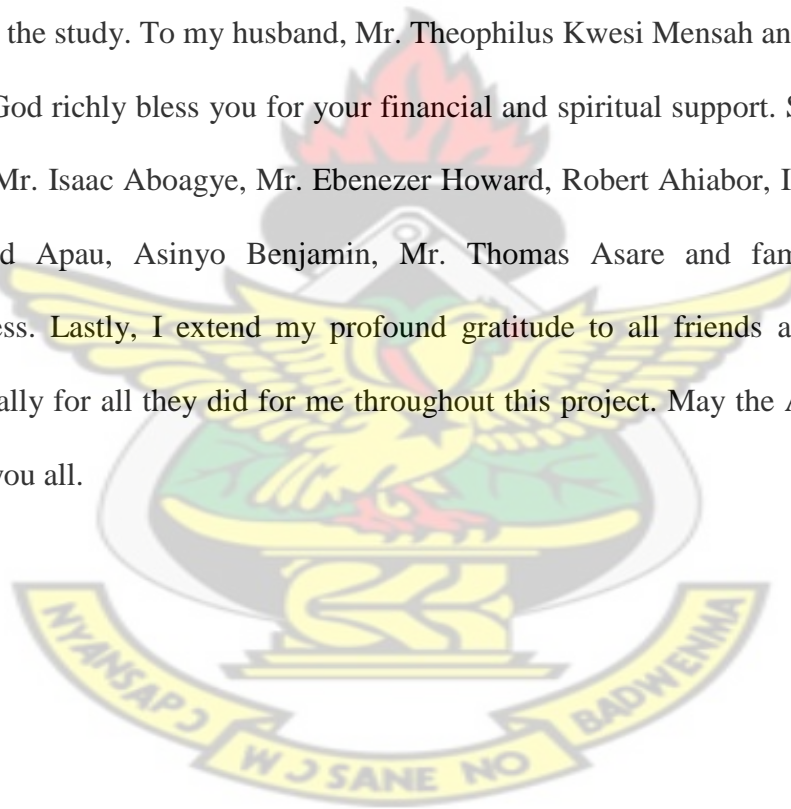 the study. To my husband, Mr. Theophilus Kwesi Mensah an
God richly bless you for your financial and spiritual support.
Mr. Isaac Aboagye, Mr. Ebenezer Howard, Robert Ahiabor,
d Apau, Asinyo Benjamin, Mr. Thomas Asare and fam
ess. Lastly, I extend my profound gratitude to all friends a
ally for all they did for me throughout this project. May the A
you all.
NYANSAPƆ WƆSANE NO BADWENMA